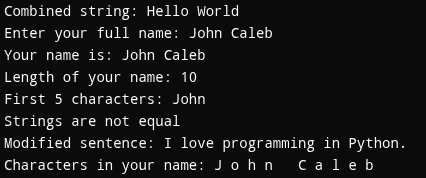 Combined string: Hello World
Enter your full name: John Caleb
Your name is: John Caleb
Length of your name: 10
First 5 characters: John
Strings are not equal
Modified sentence: I love programming in Python.
Characters in your name: J o h n   C a l e b